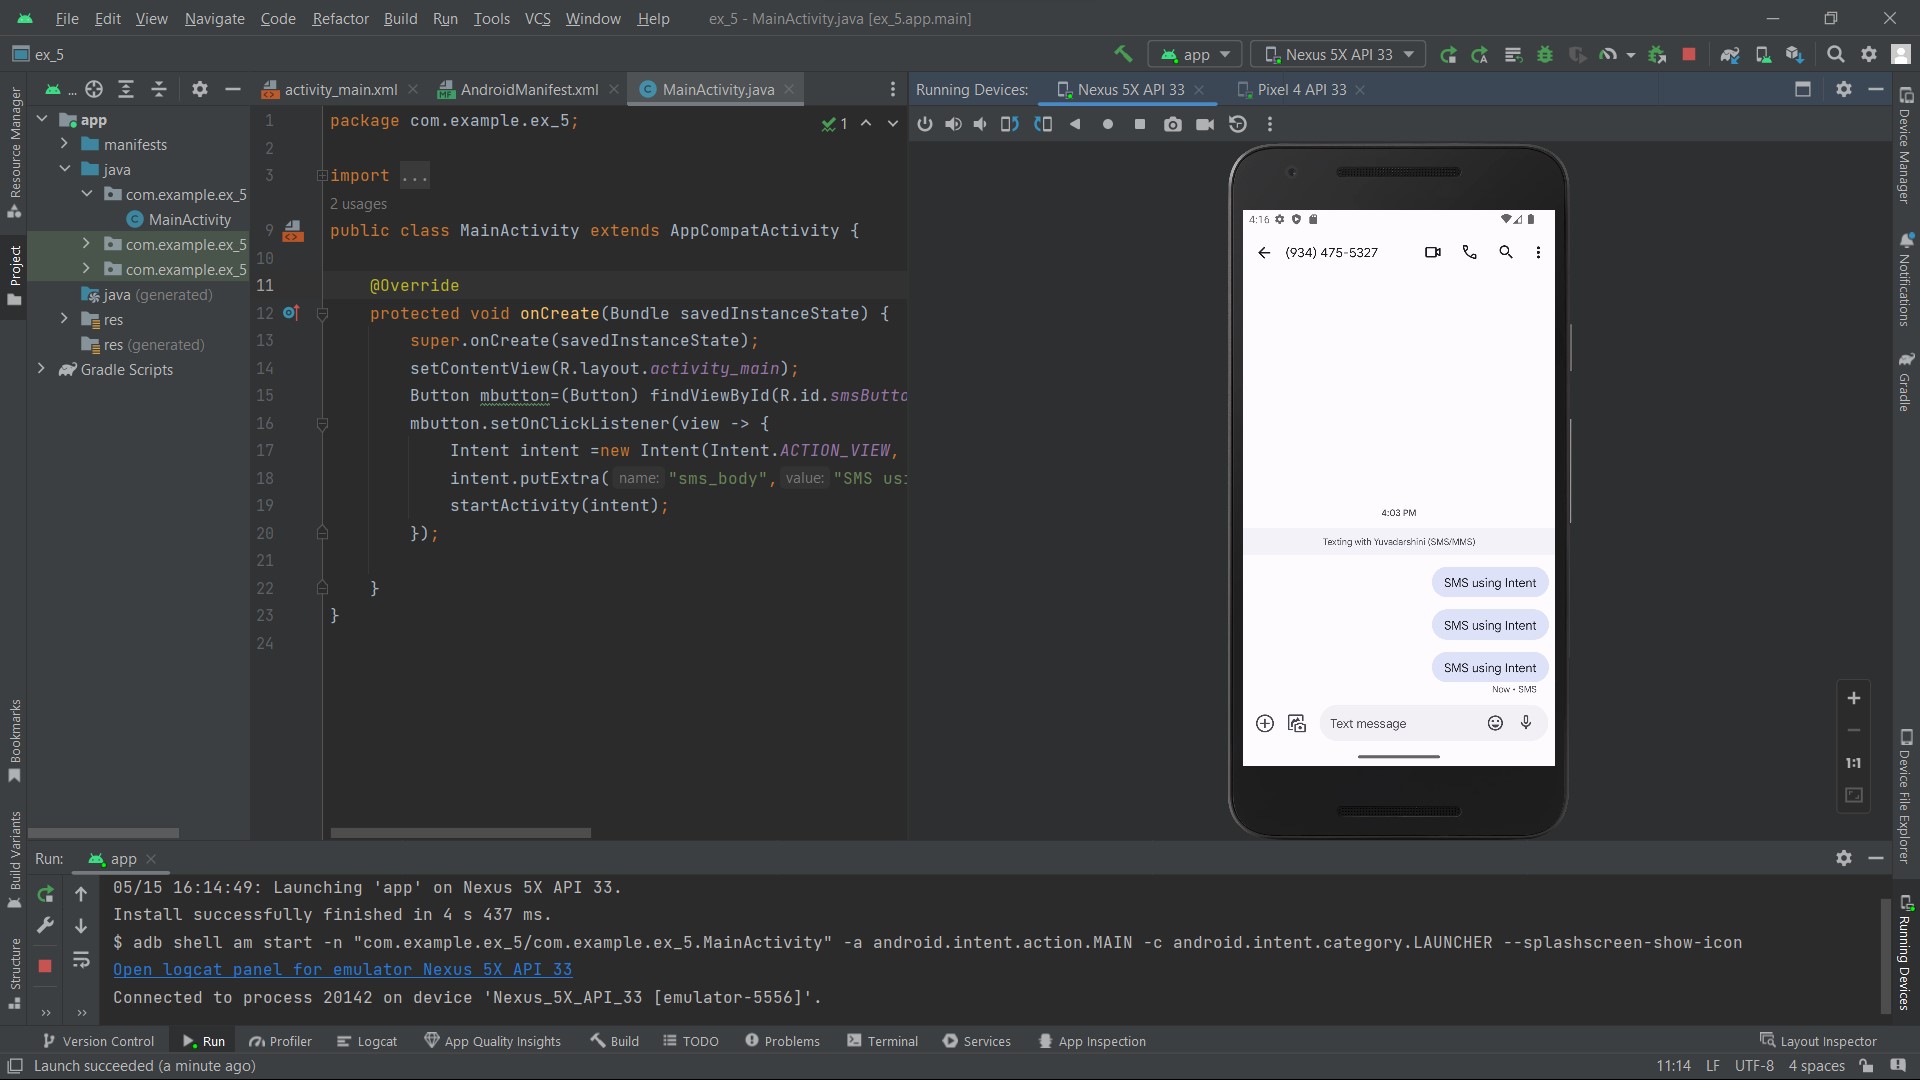 File Edit View Navigate Code Refactor Build Run Tools VCS Window Help ex_5 - MainActivity.java [ex_5.app.main]
ex_5 app Nexus 5X API 33
... activity_main.xml AndroidManifest.xml MainActivity.java
Running Devices: Nexus 5X API 33 Pixel 4 API 33
Resource Manager
Project
Bookmarks
Build Variants
Structure
app
manifests
java
com.example.ex_5
MainActivity
com.example.ex_5
com.example.ex_5
java (generated)
res
res (generated)
Gradle Scripts
1 package com.example.ex_5;
1
2
3 import ...
2 usages
9 public class MainActivity extends AppCompatActivity {
10
11 @Override
12 protected void onCreate(Bundle savedInstanceState) {
13 super.onCreate(savedInstanceState);
14 setContentView(R.layout.activity_main);
15 Button mbutton=(Button) findViewById(R.id.smsButto
16 mbutton.setOnClickListener(view -> {
17 Intent intent =new Intent(Intent.ACTION_VIEW,
18 intent.putExtra( name: "sms_body", value: "SMS usi
19 startActivity(intent);
20 });
21
22 }
23 }
24
4:16
(934) 475-5327
4:03 PM
Texting with Yuvadarshini (SMS/MMS)
SMS using Intent
SMS using Intent
SMS using Intent
Now • SMS
Text message
1:1
Device Manager
Notifications
Gradle
Device File Explorer
Running Devices
Run: app
05/15 16:14:49: Launching 'app' on Nexus 5X API 33.
Install successfully finished in 4 s 437 ms.
$ adb shell am start -n "com.example.ex_5/com.example.ex_5.MainActivity" -a android.intent.action.MAIN -c android.intent.category.LAUNCHER --splashscreen-show-icon
Open logcat panel for emulator Nexus 5X API 33
Connected to process 20142 on device 'Nexus_5X_API_33 [emulator-5556]'.
Version Control Run Profiler Logcat App Quality Insights Build TODO Problems Terminal Services App Inspection Layout Inspector
Launch succeeded (a minute ago) 11:14 LF UTF-8 4 spaces